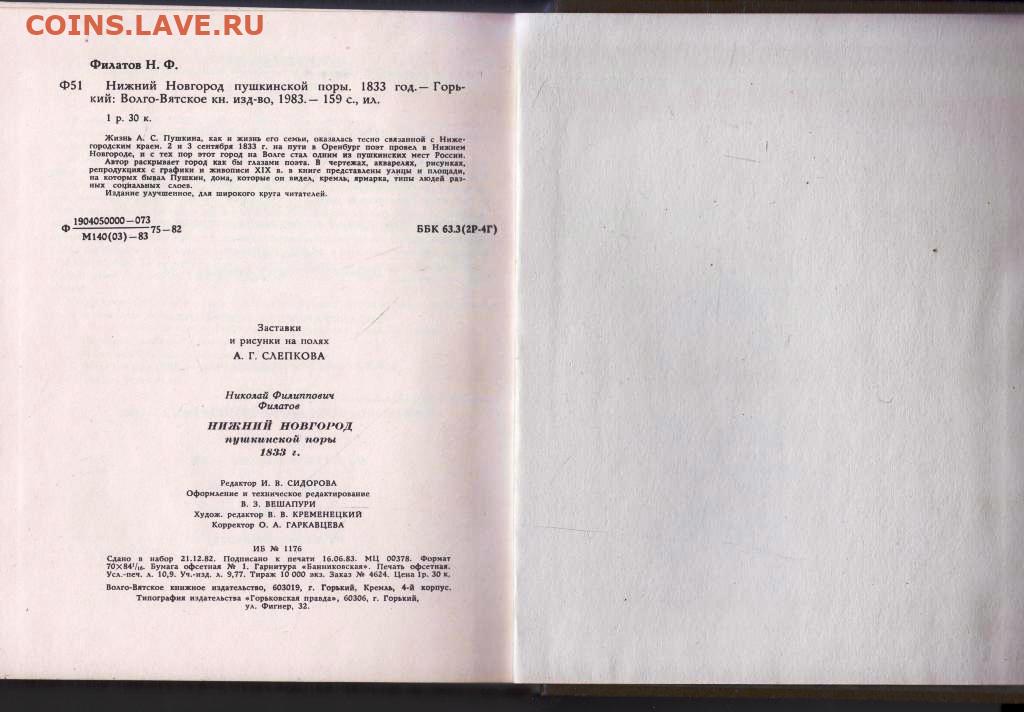 COINS.LAVE.RU
Филатов Н. Ф.
Ф51 Нижний Новгород пушкинской поры. 1833 год.— Горь-
кий: Волго-Вятское кн. изд-во, 1983.— 159 с., ил.
1 р. 30 к.
Жизнь А. С. Пушкина, как и жизнь его семьи, оказалась тесно связанной с Ниже-
городским краем. 2 и 3 сентября 1833 г. на пути в Оренбург поэт провел в Нижнем
Новгороде, и с тех пор этот город на Волге стал одним из пушкинских мест России.
Автор раскрывает город как бы глазами поэта. В чертежах, акварелях, рисунках,
репродукциях с графики и живописи XIX в. в книге представлены улицы и площади,
на которых бывал Пушкин, дома, которые он видел, кремль, ярмарка, типы людей раз-
ных социальных слоев.
Издание улучшенное, для широкого круга читателей.
Ф 1904050000—073
М140(03)—83 75—82
ББК 63.3(2Р-4Г)
Заставки
и рисунки на полях
А. Г. СЛЕПКОВА
Николай Филиппович
Филатов
НИЖНИЙ НОВГОРОД
пушкинской поры
1833 г.
Редактор И. В. СИДОРОВА
Оформление и техническое редактирование
В. З. ВЕШАПУРИ
Худож. редактор В. В. КРЕМЕНЕЦКИЙ
Корректор О. А. ГАРКАВЦЕВА
ИБ № 1176
Сдано в набор 21.12.82. Подписано к печати 16.06.83. МЦ 00378. Формат
70×84¹/₁₆. Бумага офсетная № 1. Гарнитура «Банниковская». Печать офсетная.
Усл.-печ. л. 10,9. Уч.-изд. л. 9,77. Тираж 10 000 экз. Заказ № 4624. Цена 1р. 30 к.
Волго-Вятское книжное издательство, 603019, г. Горький, Кремль, 4-й корпус.
Типография издательства «Горьковская правда», 60306, г. Горький,
ул. Фигнер, 32.